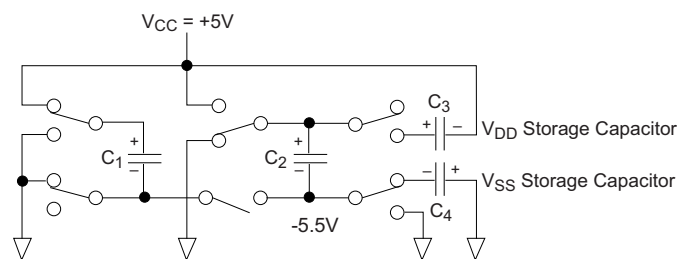 VCC = +5V
C3
+ −
VDD Storage Capacitor
+
C1
−
+
C2
−
− +
VSS Storage Capacitor
C4
-5.5V